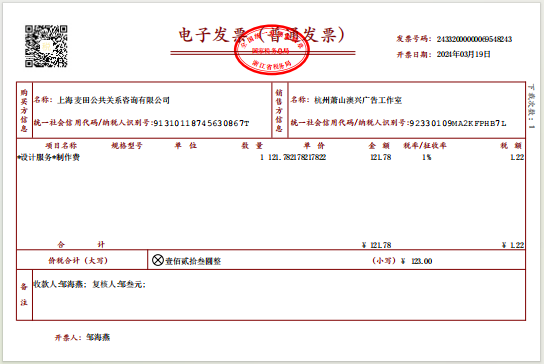 电子发票（普通发票）
全国统一发票监制章
国家税务总局
浙江省税务局
发票号码：24332000000069548243
开票日期：2024年03月19日
购买方信息
名称：上海麦田公共关系咨询有限公司
统一社会信用代码/纳税人识别号：91310118745630867T
销售方信息
名称：杭州萧山澳兴广告工作室
统一社会信用代码/纳税人识别号：92330109MA2KFPHB7L
下载次数：1
项目名称 规格型号 单位 数量 单价 金额 税率/征收率 税额
*设计服务*制作费 1 121.782178217822 121.78 1% 1.22
合计 ¥121.78 ¥1.22
价税合计（大写） ⊗壹佰贰拾叁圆整 （小写）¥123.00
备注
收款人:邹海燕； 复核人:邹叁元；
开票人：邹海燕